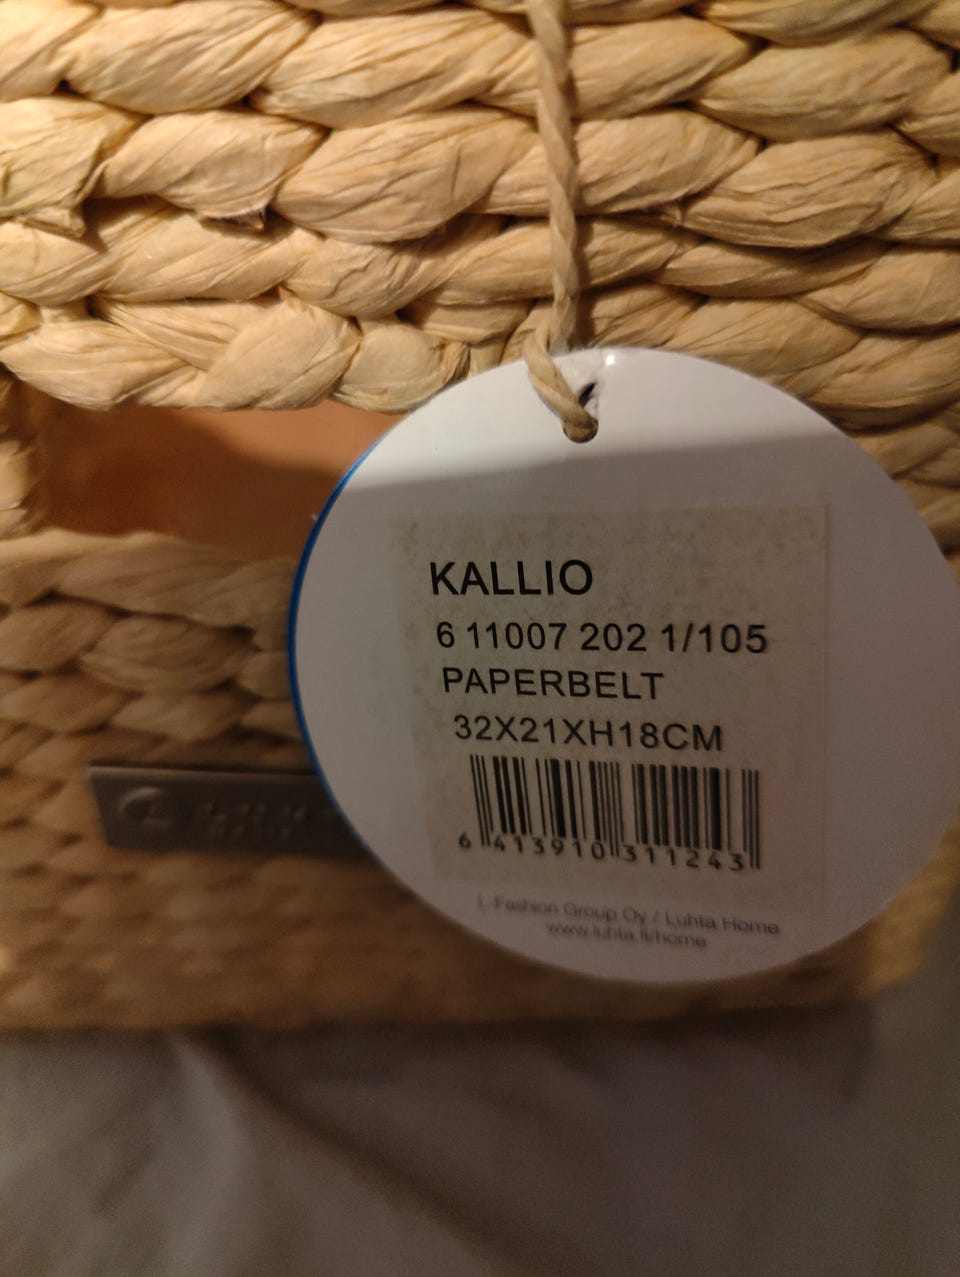 KALLIO
6 11007 202 1/105
PAPERBELT
32X21XH18CM
6 413910 311243
L-Fashion Group Oy / Luhta Home
www.luhta.fi/home